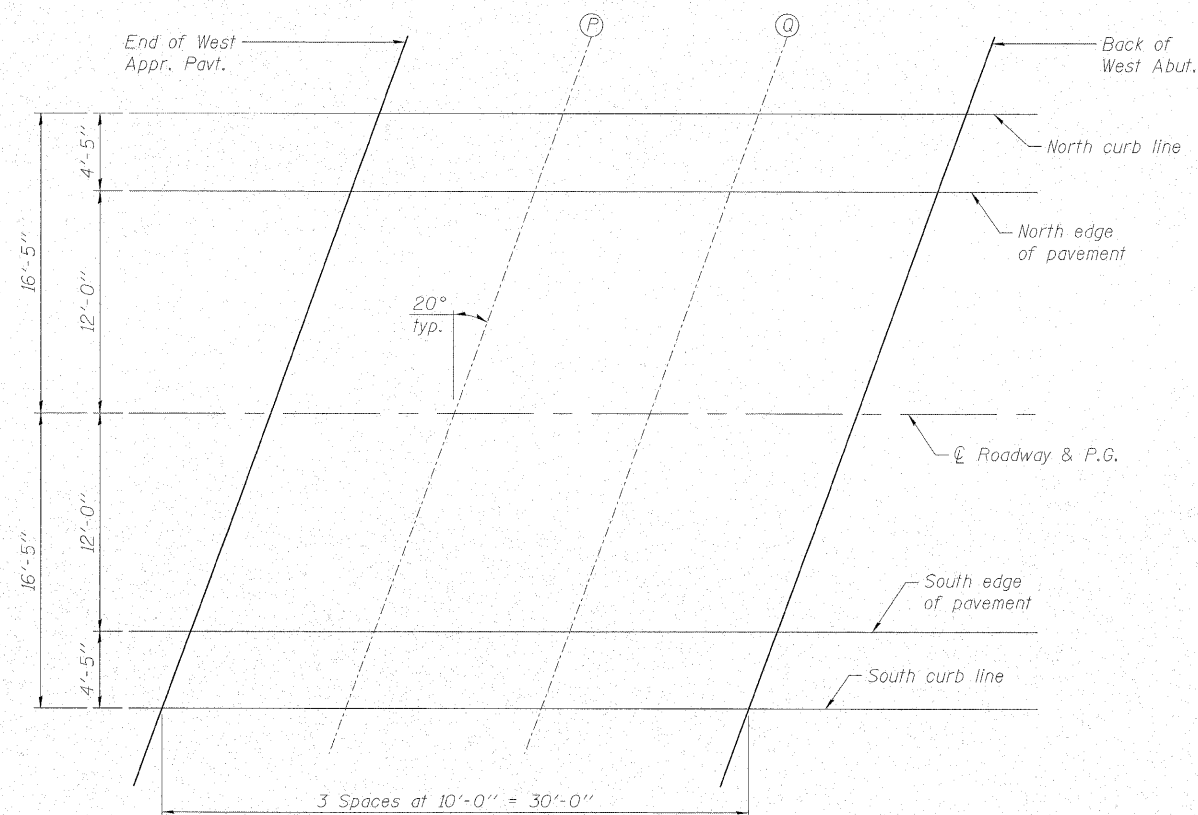 P
Q
End of West
Appr. Pavt.
Back of
West Abut.
4'-5"
North curb line
16'-5"
North edge
of pavement
12'-0"
20°
typ.
℄ Roadway & P.G.
12'-0"
16'-5"
South edge
of pavement
4'-5"
South curb line
3 Spaces at 10'-0" = 30'-0"